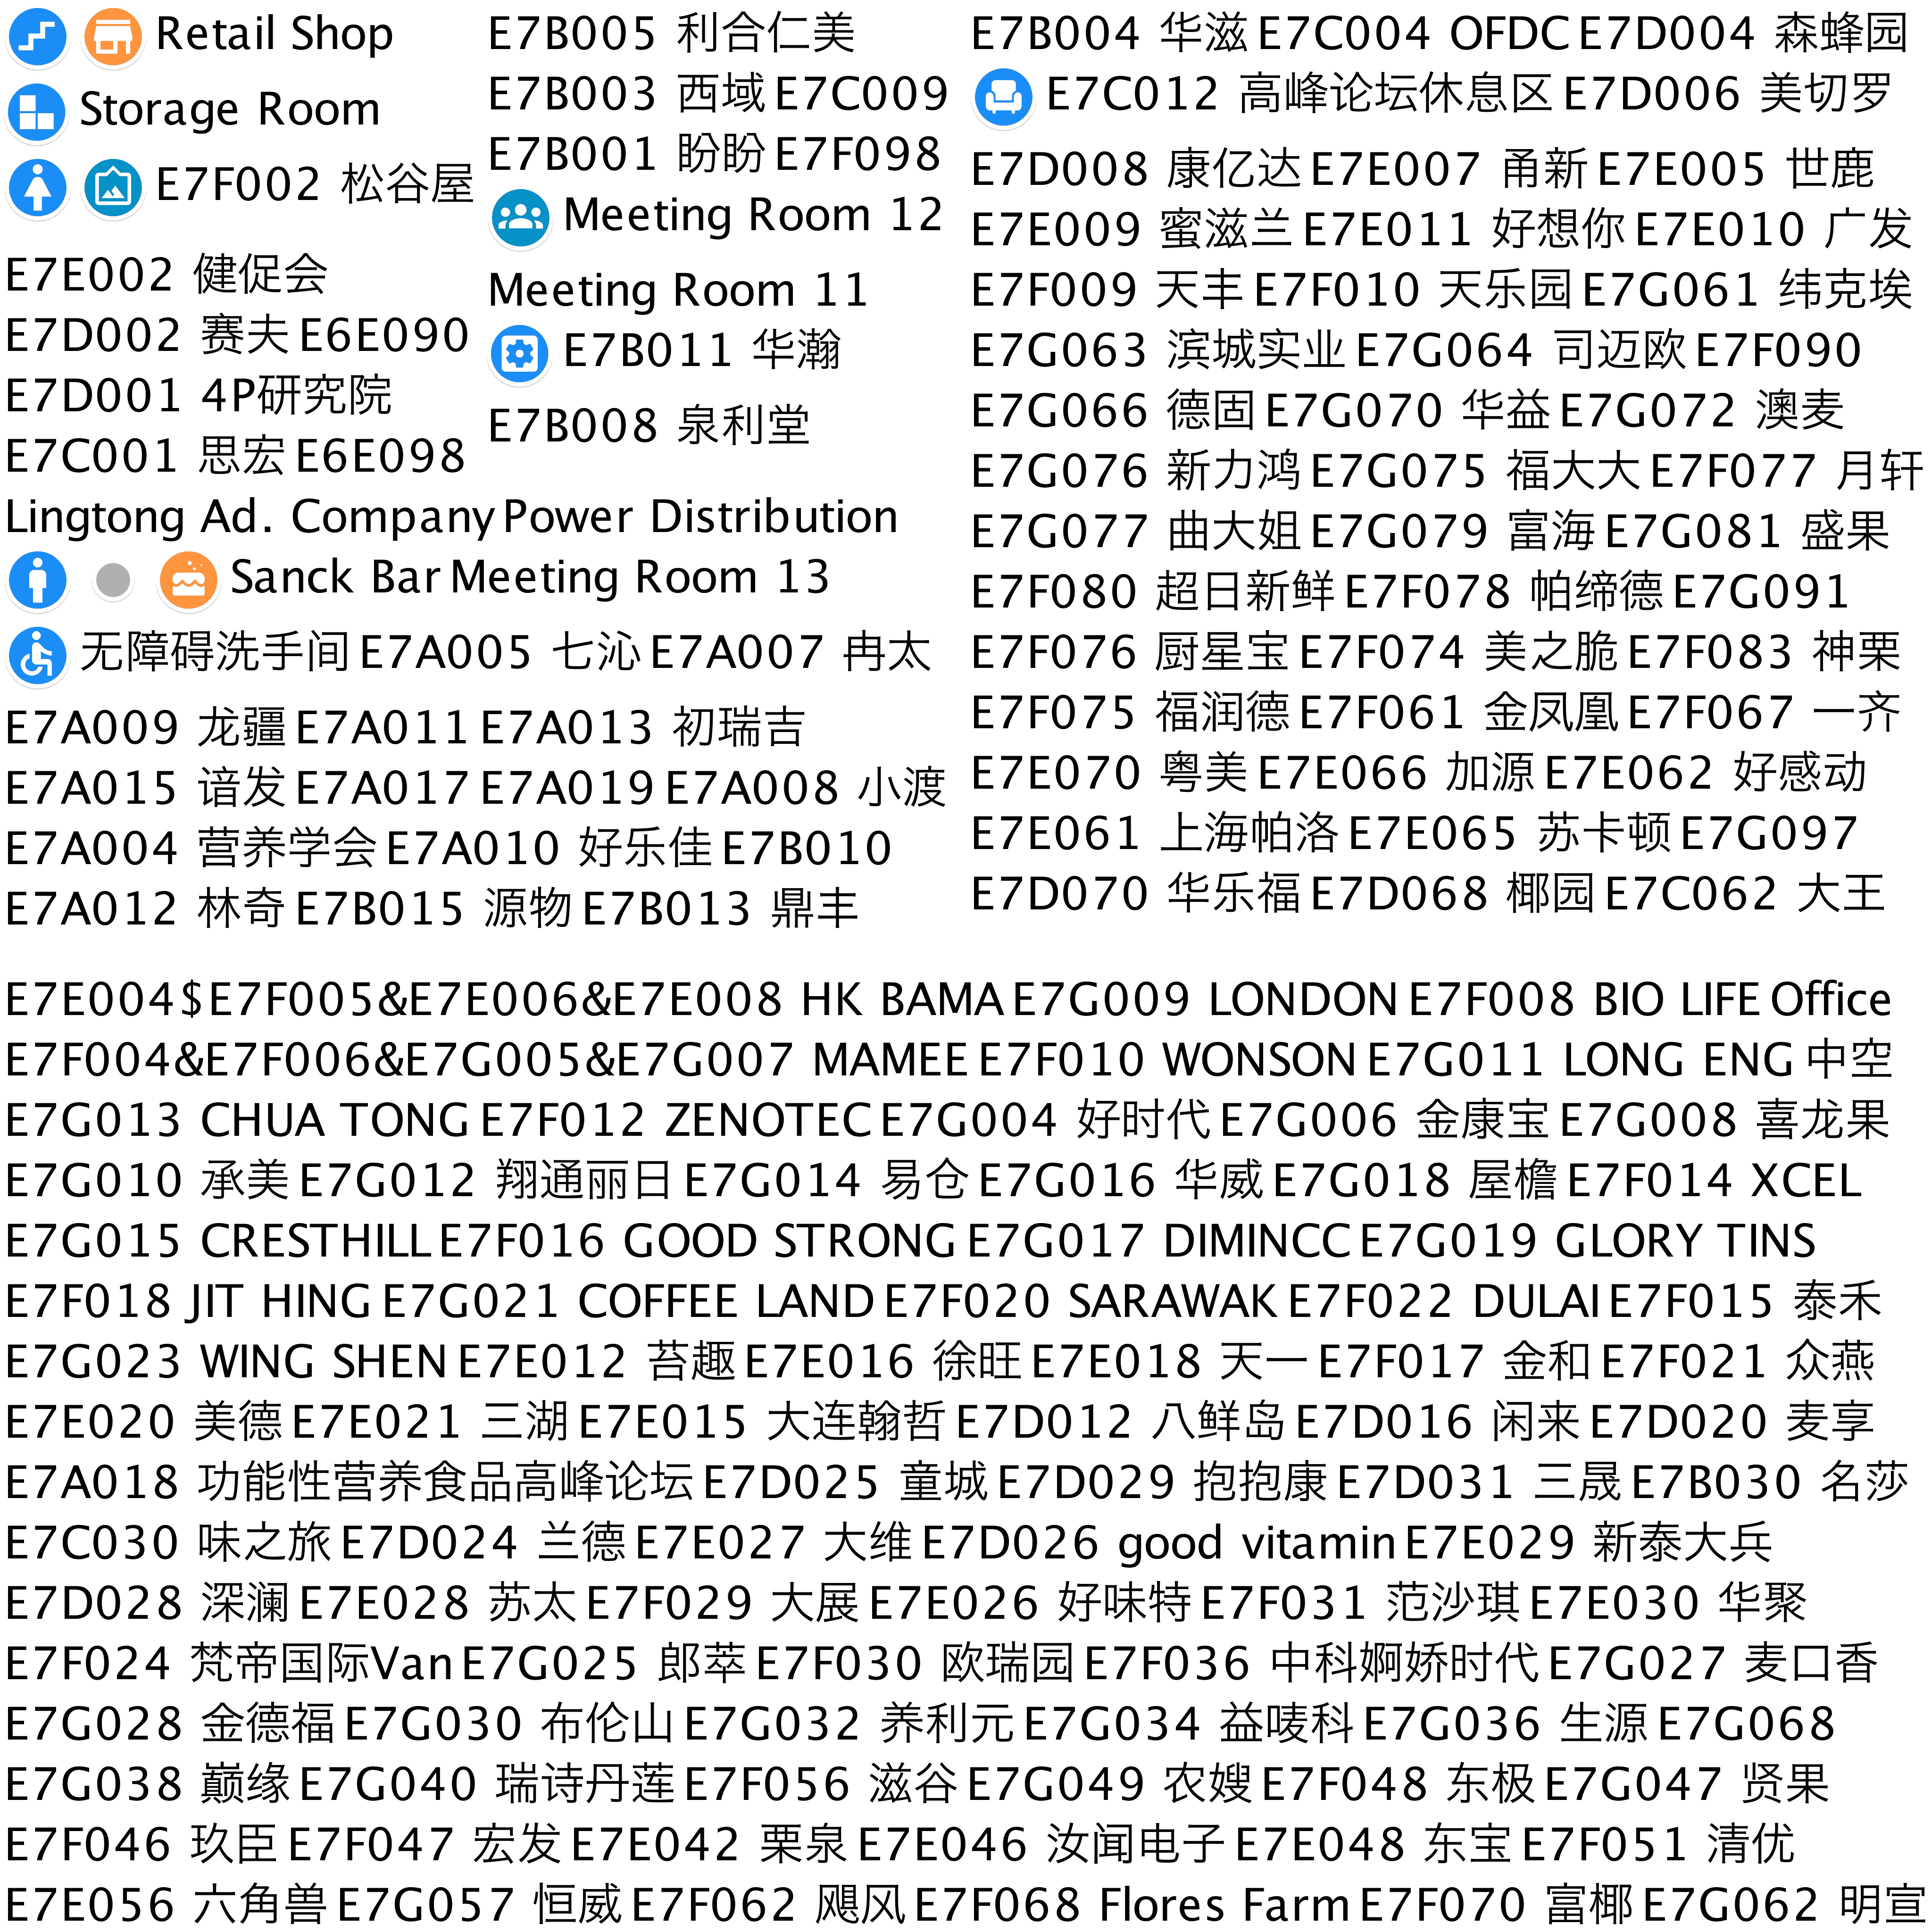 Retail Shop
Storage Room
E7F002 松谷屋
E7E002 健促会
E7D002 赛夫 E6E090
E7D001 4P研究院
E7C001 思宏 E6E098
E7B005 利合仁美
E7B003 西域 E7C009
E7B001 盼盼 E7F098
Meeting Room 12
Meeting Room 11
E7B011 华瀚
E7B008 泉利堂
Lingtong Ad. Company Power Distribution
Sanck Bar Meeting Room 13
无障碍洗手间 E7A005 七沁 E7A007 冉太
E7A009 龙疆 E7A011 E7A013 初瑞吉
E7A015 谙发 E7A017 E7A019 E7A008 小渡
E7A004 营养学会 E7A010 好乐佳 E7B010
E7A012 林奇 E7B015 源物 E7B013 鼎丰
E7B004 华滋 E7C004 OFDC E7D004 森蜂园
E7C012 高峰论坛休息区 E7D006 美切罗
E7D008 康亿达 E7E007 甬新 E7E005 世鹿
E7E009 蜜滋兰 E7E011 好想你 E7E010 广发
E7F009 天丰 E7F010 天乐园 E7G061 纬克埃
E7G063 滨城实业 E7G064 司迈欧 E7F090
E7G066 德固 E7G070 华益 E7G072 澳麦
E7G076 新力鸿 E7G075 福大大 E7F077 月轩
E7G077 曲大姐 E7G079 富海 E7G081 盛果
E7F080 超日新鲜 E7F078 帕缔德 E7G091
E7F076 厨星宝 E7F074 美之脆 E7F083 神栗
E7F075 福润德 E7F061 金凤凰 E7F067 一齐
E7E070 粤美 E7E066 加源 E7E062 好感动
E7E061 上海帕洛 E7E065 苏卡顿 E7G097
E7D070 华乐福 E7D068 椰园 E7C062 大王
E7E004$E7F005&E7E006&E7E008 HK BAMA E7G009 LONDON E7F008 BIO LIFE Office
E7F004&E7F006&E7G005&E7G007 MAMEE E7F010 WONSON E7G011 LONG ENG 中空
E7G013 CHUA TONG E7F012 ZENOTEC E7G004 好时代 E7G006 金康宝 E7G008 喜龙果
E7G010 承美 E7G012 翔通丽日 E7G014 易仓 E7G016 华威 E7G018 屋檐 E7F014 XCEL
E7G015 CRESTHILL E7F016 GOOD STRONG E7G017 DIMINCC E7G019 GLORY TINS
E7F018 JIT HING E7G021 COFFEE LAND E7F020 SARAWAK E7F022 DULAI E7F015 泰禾
E7G023 WING SHEN E7E012 苔趣 E7E016 徐旺 E7E018 天一 E7F017 金和 E7F021 众燕
E7E020 美德 E7E021 三湖 E7E015 大连翰哲 E7D012 八鲜岛 E7D016 闲来 E7D020 麦享
E7A018 功能性营养食品高峰论坛 E7D025 童城 E7D029 抱抱康 E7D031 三晟 E7B030 名莎
E7C030 味之旅 E7D024 兰德 E7E027 大维 E7D026 good vitamin E7E029 新泰大兵
E7D028 深澜 E7E028 苏太 E7F029 大展 E7E026 好味特 E7F031 范沙琪 E7E030 华聚
E7F024 梵帝国际Van E7G025 郎萃 E7F030 欧瑞园 E7F036 中科婀娇时代 E7G027 麦口香
E7G028 金德福 E7G030 布伦山 E7G032 养利元 E7G034 益唛科 E7G036 生源 E7G068
E7G038 巅缘 E7G040 瑞诗丹莲 E7F056 滋谷 E7G049 农嫂 E7F048 东极 E7G047 贤果
E7F046 玖臣 E7F047 宏发 E7E042 栗泉 E7E046 汝闻电子 E7E048 东宝 E7F051 清优
E7E056 六角兽 E7G057 恒威 E7F062 飓风 E7F068 Flores Farm E7F070 富椰 E7G062 明宣